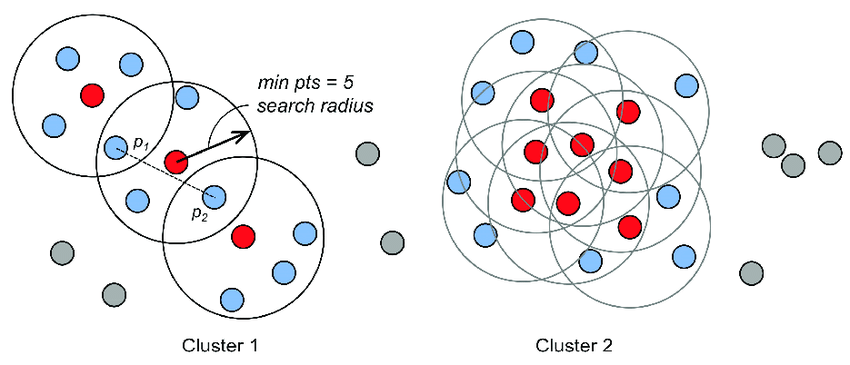 min pts = 5
search radius
p1
p2
Cluster 1
Cluster 2